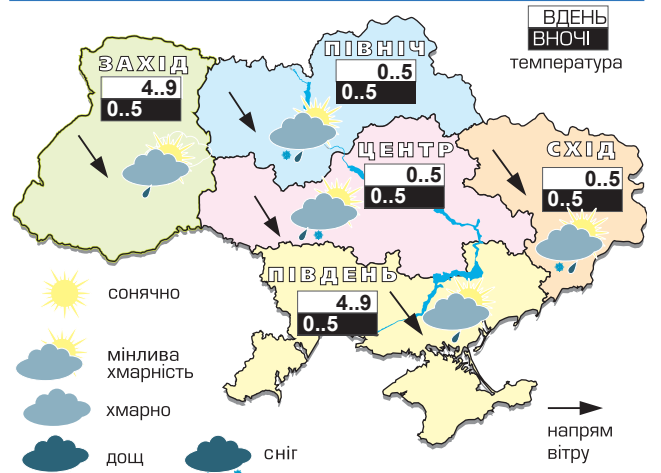 ВДЕНЬ
ВНОЧІ
температура
ПІВНІЧ
0..5
0..5
ЗАХІД
4..9
0..5
ЦЕНТР
0..5
0..5
СХІД
0..5
0..5
ПІВДЕНЬ
4..9
0..5
сонячно
мінлива
хмарність
хмарно
дощ
сніг
напрям
вітру